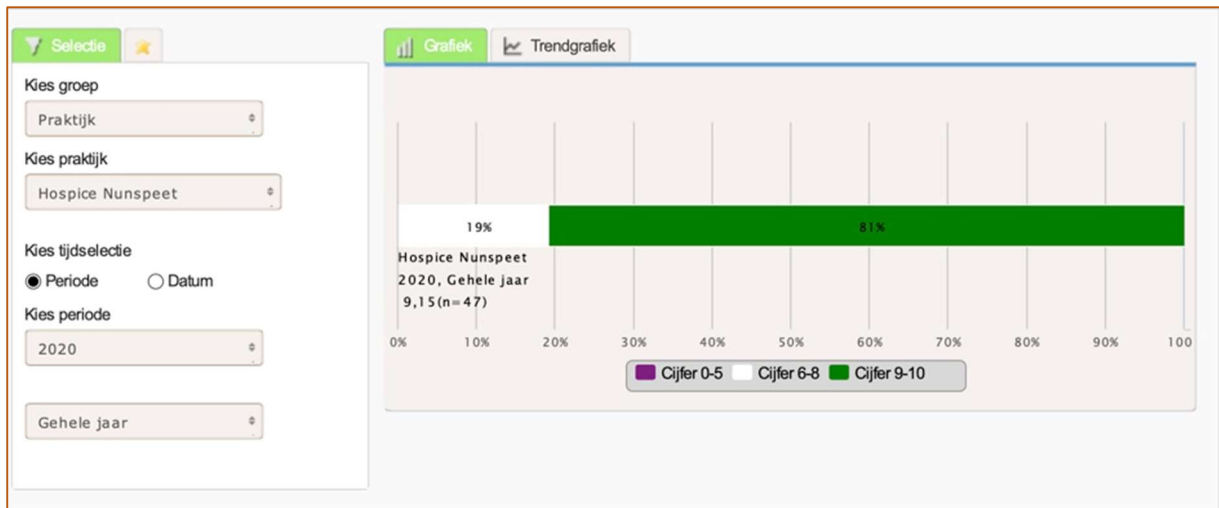 Selectie
Kies groep
Praktijk
Kies praktijk
Hospice Nunspeet
Kies tijdselectie
Periode
Datum
Kies periode
2020
Gehele jaar
Grafiek
Trendgrafiek
19%
81%
Hospice Nunspeet
2020, Gehele jaar
9,15(n=47)
0% 10% 20% 30% 40% 50% 60% 70% 80% 90% 100
Cijfer 0-5 Cijfer 6-8 Cijfer 9-10